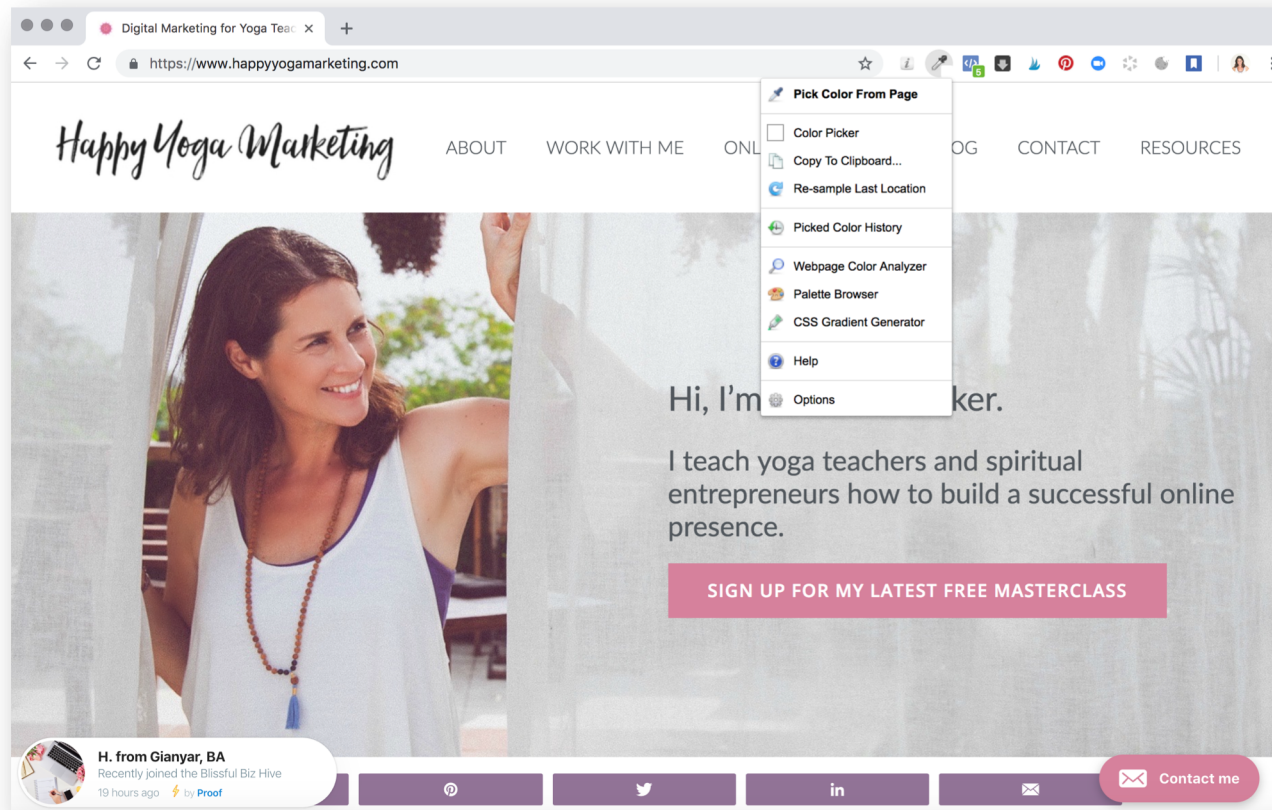 Digital Marketing for Yoga Teac
https://www.happyyogamarketing.com
5
Happy Yoga Marketing
ABOUT
WORK WITH ME
ONL
OG
CONTACT
RESOURCES
Pick Color From Page
Color Picker
Copy To Clipboard...
Re-sample Last Location
Picked Color History
Webpage Color Analyzer
Palette Browser
CSS Gradient Generator
Help
Options
Hi, I'm ker.
I teach yoga teachers and spiritual
entrepreneurs how to build a successful online
presence.
SIGN UP FOR MY LATEST FREE MASTERCLASS
H. from Gianyar, BA
Recently joined the Blissful Biz Hive
19 hours ago by Proof
in
Contact me